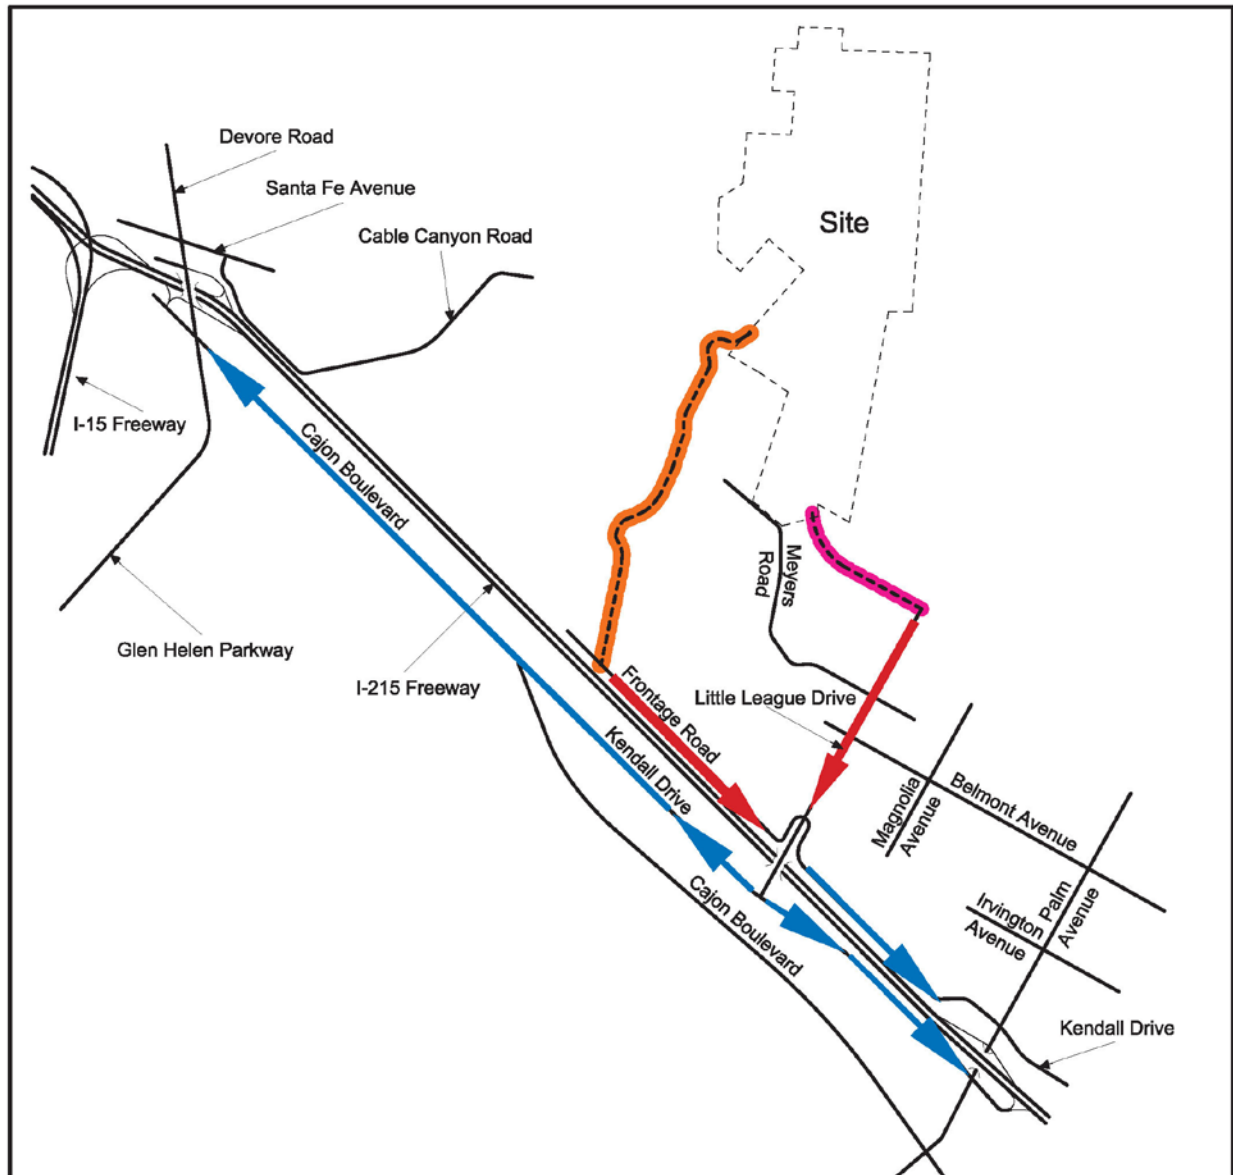 Devore Road
Santa Fe Avenue
Cable Canyon Road
Site
I-15 Freeway
Cajon Boulevard
Glen Helen Parkway
I-215 Freeway
Meyers
Road
Frontage Road
Little League Drive
Kendall Drive
Magnolia
Avenue
Belmont Avenue
Cajon Boulevard
Irvington
Avenue
Palm
Avenue
Kendall Drive